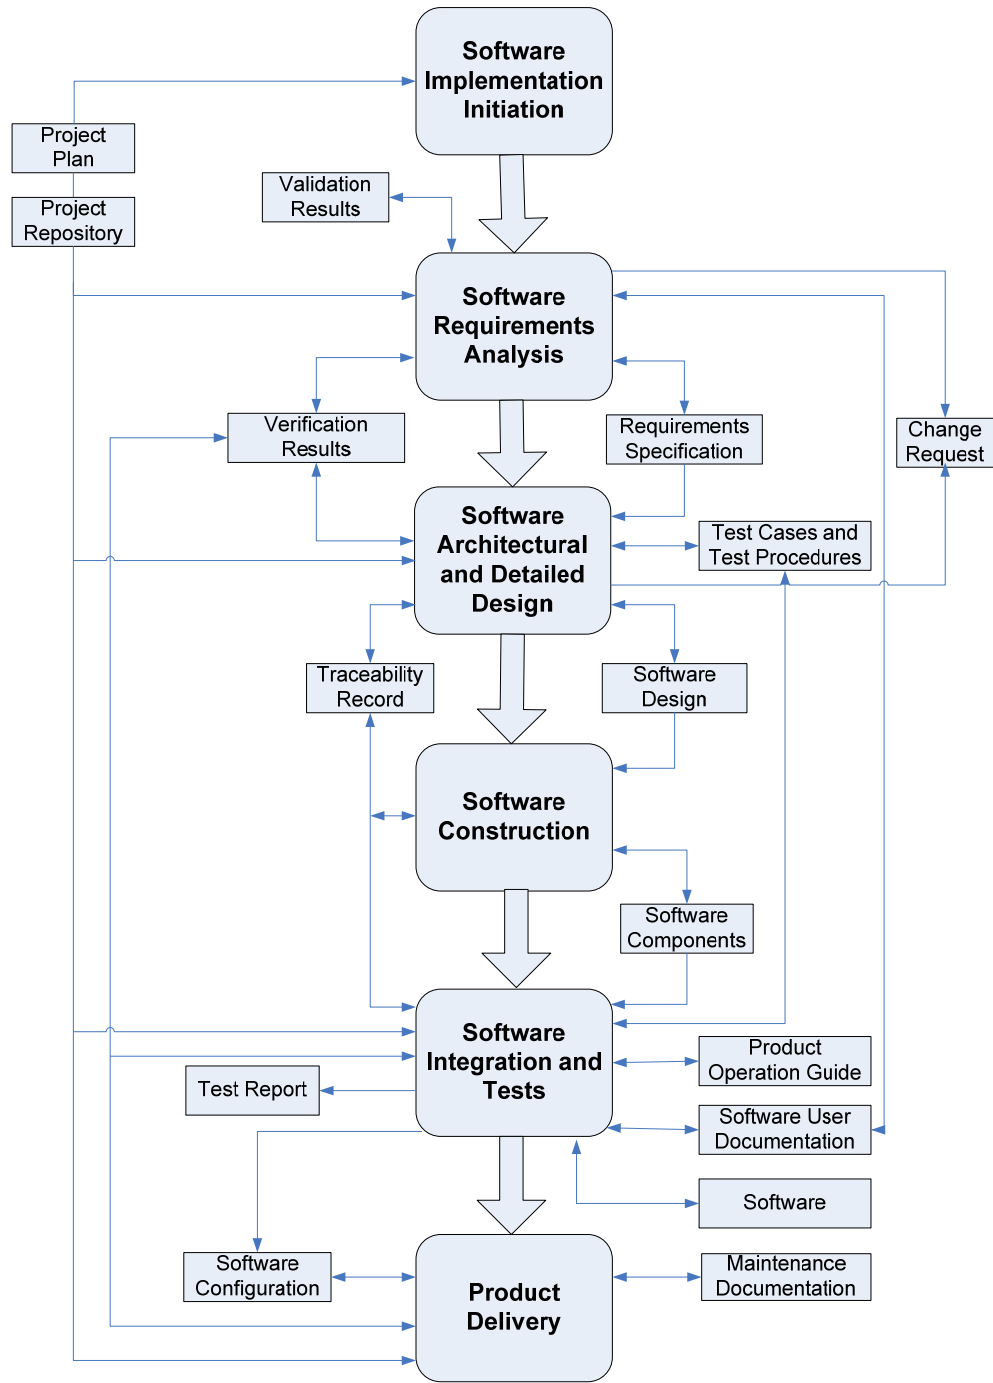 Software
Implementation
Initiation
Project
Plan
Validation
Results
Project
Repository
Software
Requirements
Analysis
Verification
Results
Requirements
Specification
Change
Request
Software
Architectural
and Detailed
Design
Test Cases and
Test Procedures
Traceability
Record
Software
Design
Software
Construction
Software
Components
Software
Integration and
Tests
Product
Operation Guide
Test Report
Software User
Documentation
Software
Software
Configuration
Product
Delivery
Maintenance
Documentation